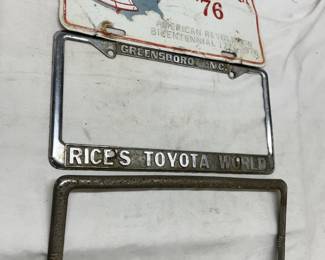 76
AMERICAN REVOLUTION
BICENTENNIAL
GREENSBORO N.C.
RICE'S TOYOTA WORLD